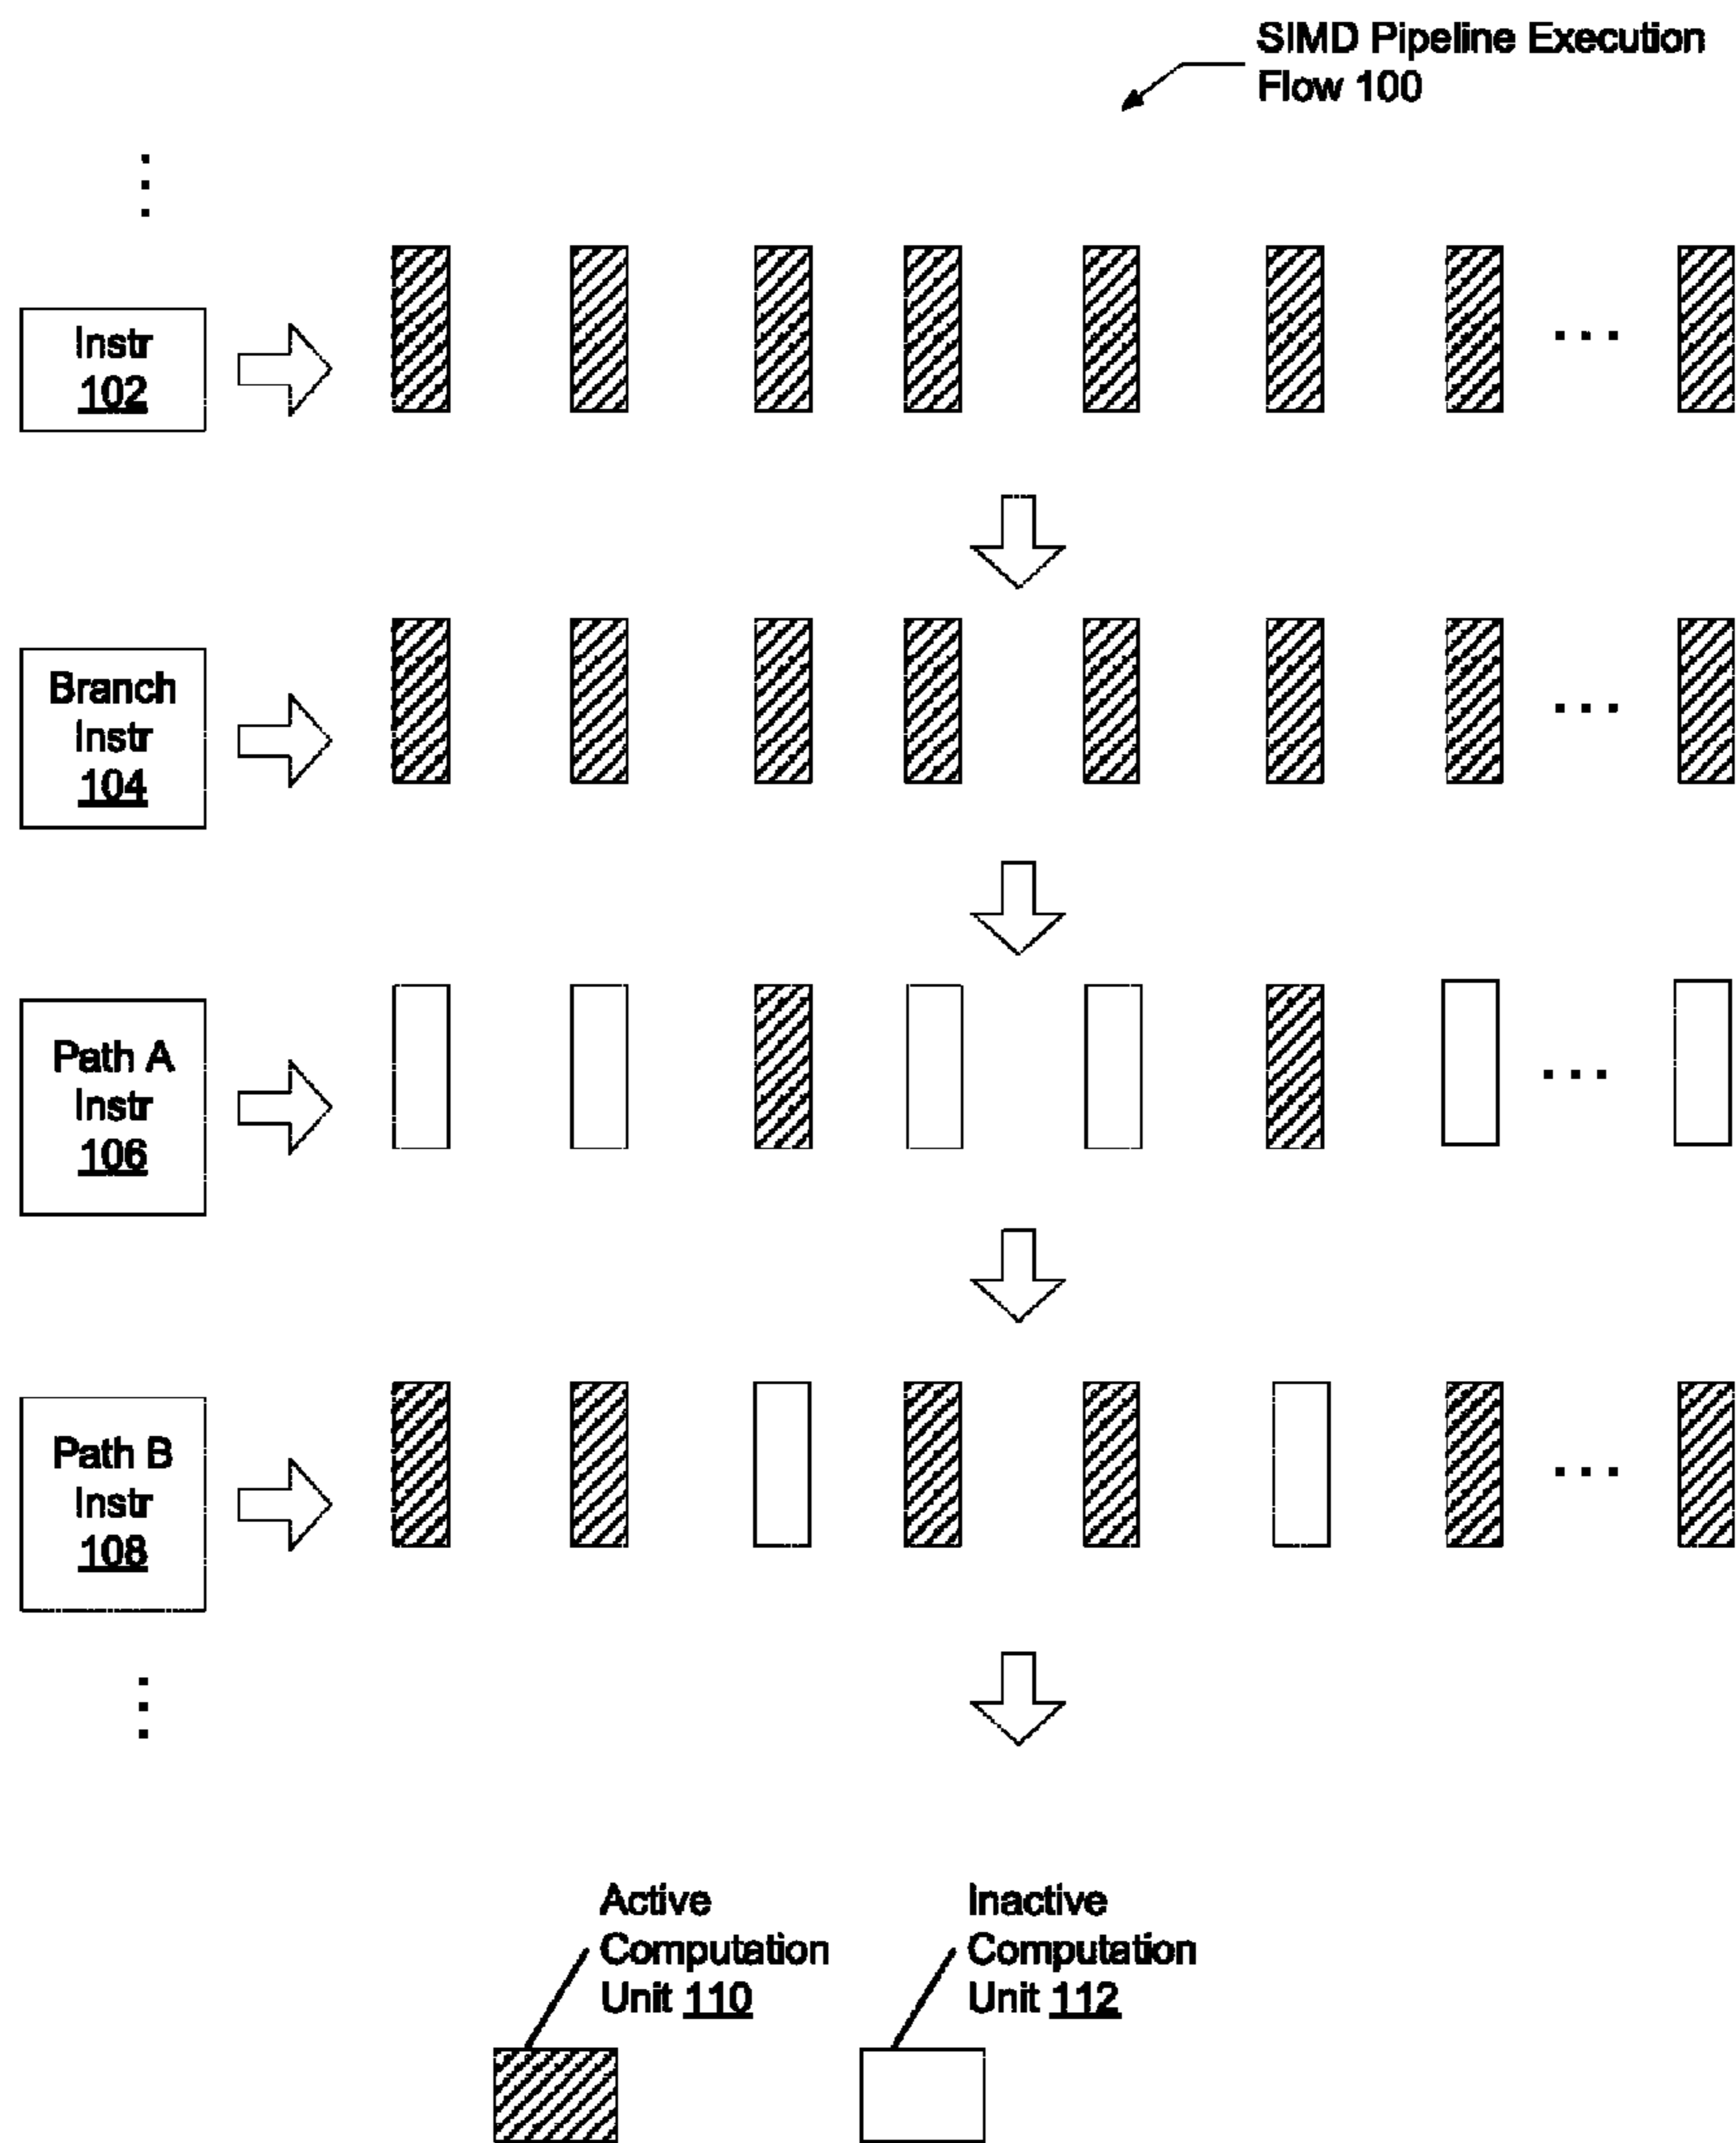 SIMD Pipeline Execution
Flow 100
Instr
102
Branch
Instr
104
Path A
Instr
106
Path B
Instr
108
Active
Computation
Unit 110
Inactive
Computation
Unit 112